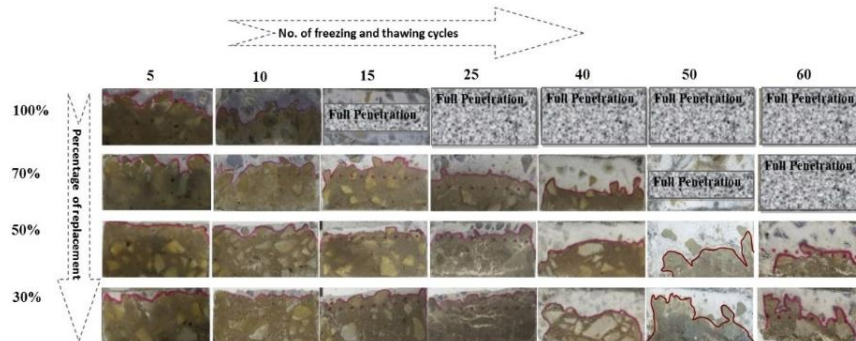 No. of freezing and thawing cycles
5 10 15 25 40 50 60
100% Full Penetration Full Penetration Full Penetration Full Penetration Full Penetration
70% Full Penetration Full Penetration
50%
30%
Percentage of replacement